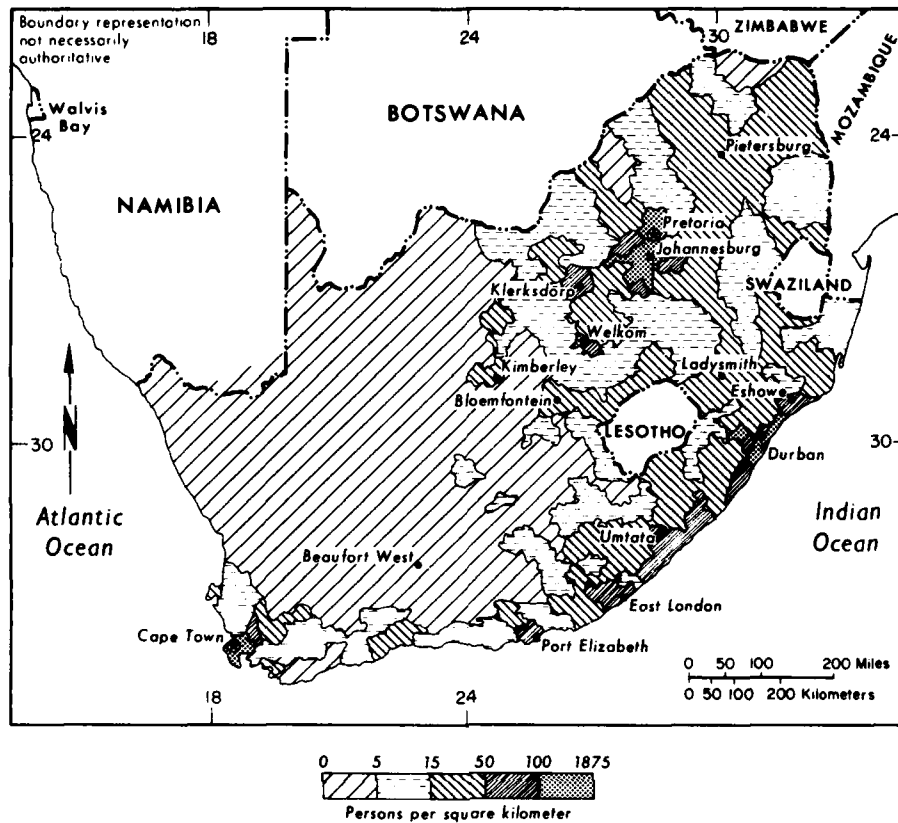 Boundary representation
not necessarily
authoritative
18
24
30
ZIMBABWE
MOZAMBIQUE
Walvis
Bay
24
BOTSWANA
24
Pietersburg
NAMIBIA
Pretoria
Johannesburg
SWAZILAND
Klerksdorp
Welkom
Kimberley
Ladysmith
Bloemfontein
Eshowe
LESOTHO
30
N
30
Durban
Atlantic
Ocean
Indian
Ocean
Umtata
Beaufort West
East London
Cape Town
Port Elizabeth
0 50 100 200 Miles
0 50 100 200 Kilometers
18
24
0 5 15 50 100 1875
Persons per square kilometer